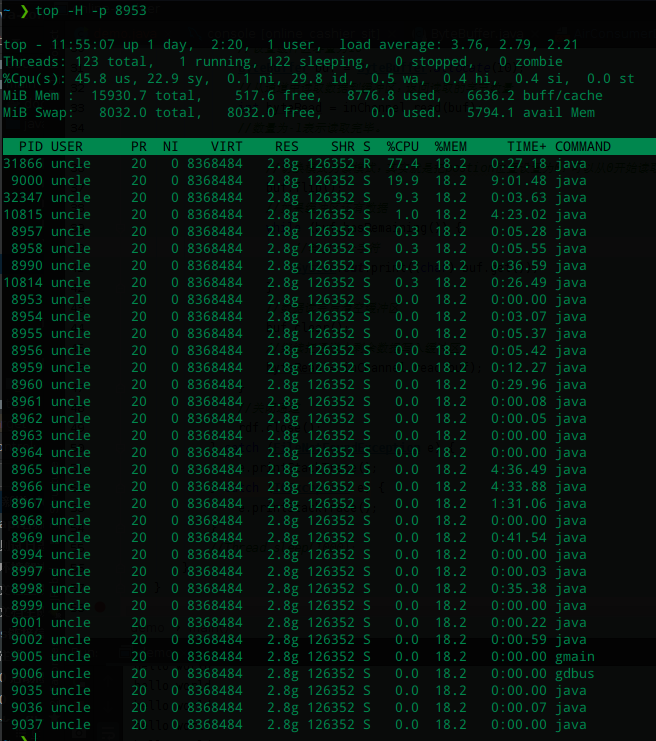 ~ ❯ top -H -p 8953
top - 11:55:07 up 1 day,  2:20,  1 user,  load average: 3.76, 2.79, 2.21
Threads: 123 total,   1 running, 122 sleeping,   0 stopped,   0 zombie
%Cpu(s): 45.8 us, 22.9 sy,  0.1 ni, 29.8 id,  0.5 wa,  0.4 hi,  0.4 si,  0.0 st
MiB Mem :  15930.7 total,    517.6 free,   8776.8 used,   6636.2 buff/cache
MiB Swap:   8032.0 total,   8032.0 free,      0.0 used.   5794.1 avail Mem
PID USER      PR  NI    VIRT    RES    SHR S  %CPU  %MEM     TIME+ COMMAND
31866 uncle     20   0 8368484   2.8g 126352 R  77.4  18.2   0:27.18 java
9000 uncle     20   0 8368484   2.8g 126352 S  19.9  18.2   9:01.48 java
32347 uncle     20   0 8368484   2.8g 126352 S   9.3  18.2   0:03.63 java
10815 uncle     20   0 8368484   2.8g 126352 S   1.0  18.2   4:23.02 java
8957 uncle     20   0 8368484   2.8g 126352 S   0.3  18.2   0:05.28 java
8958 uncle     20   0 8368484   2.8g 126352 S   0.3  18.2   0:05.55 java
8990 uncle     20   0 8368484   2.8g 126352 S   0.3  18.2   0:36.59 java
10814 uncle     20   0 8368484   2.8g 126352 S   0.3  18.2   0:26.49 java
8953 uncle     20   0 8368484   2.8g 126352 S   0.0  18.2   0:00.00 java
8954 uncle     20   0 8368484   2.8g 126352 S   0.0  18.2   0:03.07 java
8955 uncle     20   0 8368484   2.8g 126352 S   0.0  18.2   0:05.37 java
8956 uncle     20   0 8368484   2.8g 126352 S   0.0  18.2   0:05.42 java
8959 uncle     20   0 8368484   2.8g 126352 S   0.0  18.2   0:12.27 java
8960 uncle     20   0 8368484   2.8g 126352 S   0.0  18.2   0:29.96 java
8961 uncle     20   0 8368484   2.8g 126352 S   0.0  18.2   0:00.08 java
8962 uncle     20   0 8368484   2.8g 126352 S   0.0  18.2   0:00.05 java
8963 uncle     20   0 8368484   2.8g 126352 S   0.0  18.2   0:00.00 java
8964 uncle     20   0 8368484   2.8g 126352 S   0.0  18.2   0:00.00 java
8965 uncle     20   0 8368484   2.8g 126352 S   0.0  18.2   4:36.49 java
8966 uncle     20   0 8368484   2.8g 126352 S   0.0  18.2   4:33.88 java
8967 uncle     20   0 8368484   2.8g 126352 S   0.0  18.2   1:31.06 java
8968 uncle     20   0 8368484   2.8g 126352 S   0.0  18.2   0:00.00 java
8969 uncle     20   0 8368484   2.8g 126352 S   0.0  18.2   0:41.54 java
8994 uncle     20   0 8368484   2.8g 126352 S   0.0  18.2   0:00.00 java
8997 uncle     20   0 8368484   2.8g 126352 S   0.0  18.2   0:00.03 java
8998 uncle     20   0 8368484   2.8g 126352 S   0.0  18.2   0:35.38 java
8999 uncle     20   0 8368484   2.8g 126352 S   0.0  18.2   0:00.00 java
9001 uncle     20   0 8368484   2.8g 126352 S   0.0  18.2   0:00.22 java
9002 uncle     20   0 8368484   2.8g 126352 S   0.0  18.2   0:00.59 java
9005 uncle     20   0 8368484   2.8g 126352 S   0.0  18.2   0:00.00 gmain
9006 uncle     20   0 8368484   2.8g 126352 S   0.0  18.2   0:00.00 gdbus
9035 uncle     20   0 8368484   2.8g 126352 S   0.0  18.2   0:00.00 java
9036 uncle     20   0 8368484   2.8g 126352 S   0.0  18.2   0:00.07 java
9037 uncle     20   0 8368484   2.8g 126352 S   0.0  18.2   0:00.00 java